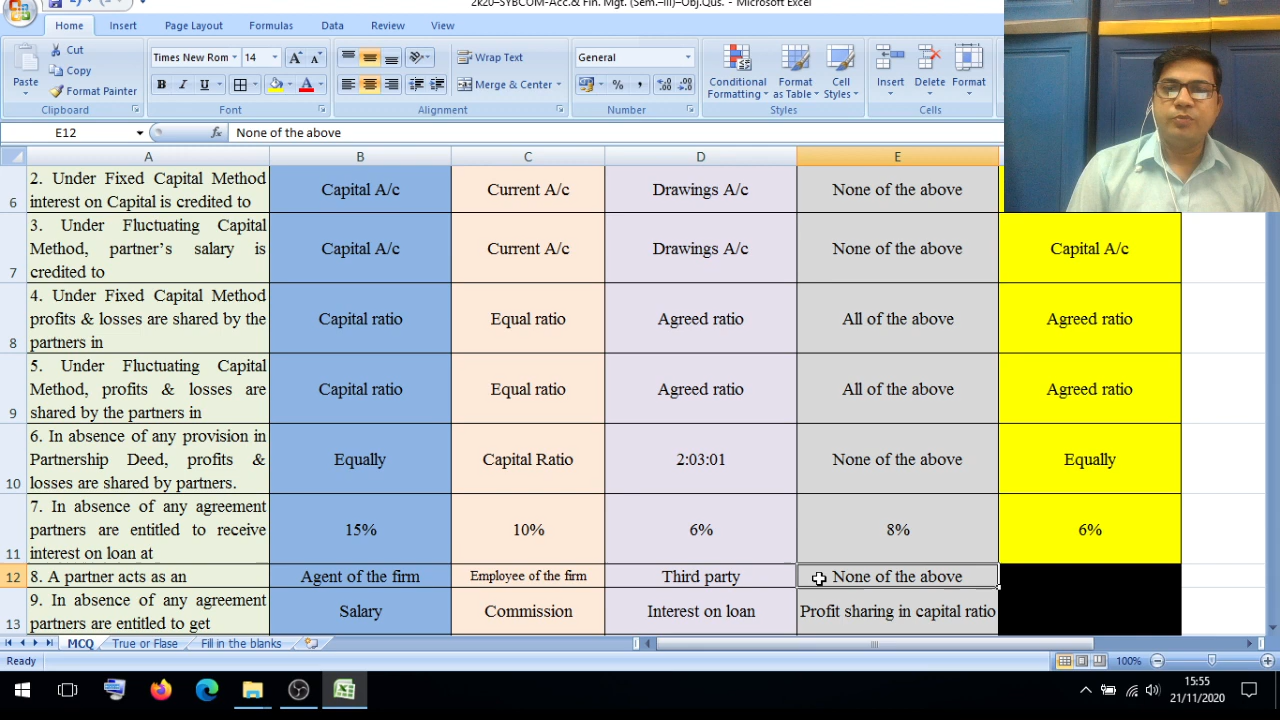 2k20-SYBCOM-Acc.& Fin. Mgt. (Sem.-III)-Obj.Qus. - Microsoft Excel
Home Insert Page Layout Formulas Data Review View
Paste
Cut
Copy
Format Painter
Times New Rom 14
B I U
Wrap Text
Merge & Center
General
% ,
Conditional Formatting
Format as Table
Cell Styles
Insert Delete Format
Clipboard Font Alignment Number Styles Cells
E12 fx None of the above
A B C D E
6 2. Under Fixed Capital Method interest on Capital is credited to Capital A/c Current A/c Drawings A/c None of the above
7 3. Under Fluctuating Capital Method, partner's salary is credited to Capital A/c Current A/c Drawings A/c None of the above Capital A/c
8 4. Under Fixed Capital Method profits & losses are shared by the partners in Capital ratio Equal ratio Agreed ratio All of the above Agreed ratio
9 5. Under Fluctuating Capital Method, profits & losses are shared by the partners in Capital ratio Equal ratio Agreed ratio All of the above Agreed ratio
10 6. In absence of any provision in Partnership Deed, profits & losses are shared by partners. Equally Capital Ratio 2:03:01 None of the above Equally
11 7. In absence of any agreement partners are entitled to receive interest on loan at 15% 10% 6% 8% 6%
12 8. A partner acts as an Agent of the firm Employee of the firm Third party None of the above
13 9. In absence of any agreement partners are entitled to get Salary Commission Interest on loan Profit sharing in capital ratio
MCQ True or Flase Fill in the blanks
Ready 100%
15:55
21/11/2020